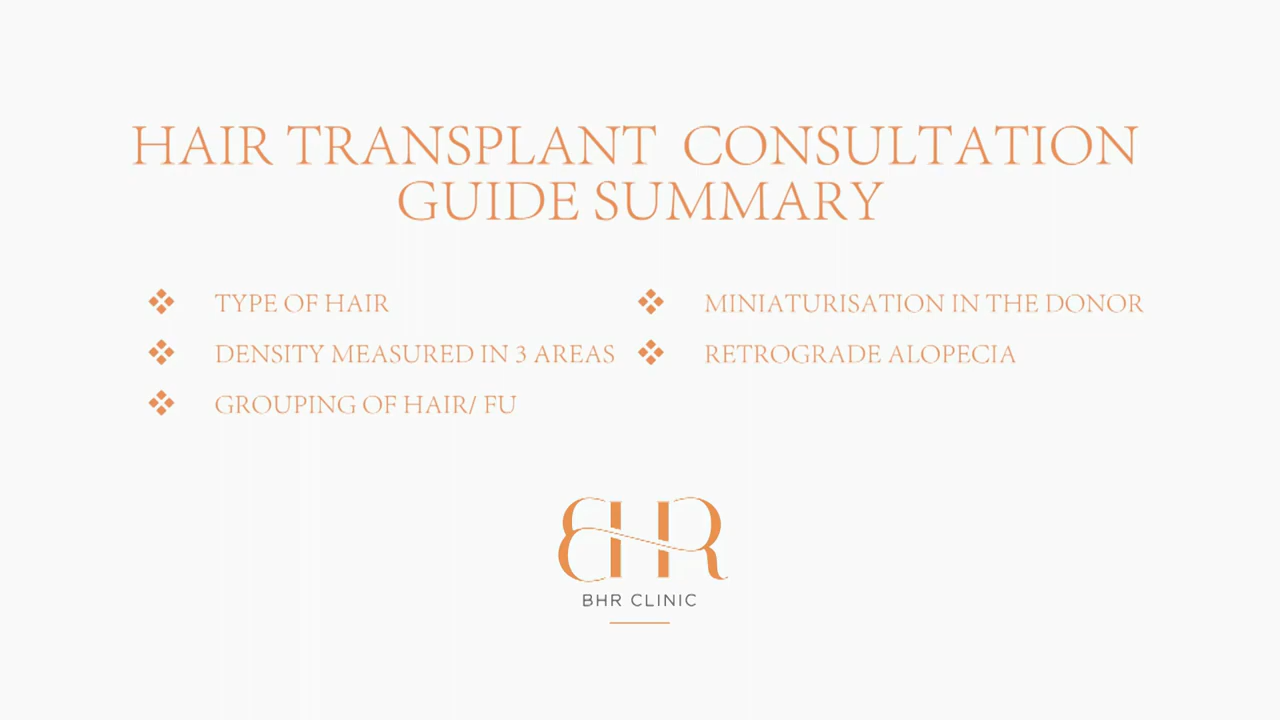 HAIR TRANSPLANT CONSULTATION
GUIDE SUMMARY
TYPE OF HAIR
DENSITY MEASURED IN 3 AREAS
GROUPING OF HAIR/ FU
MINIATURISATION IN THE DONOR
RETROGRADE ALOPECIA
BHR
BHR CLINIC